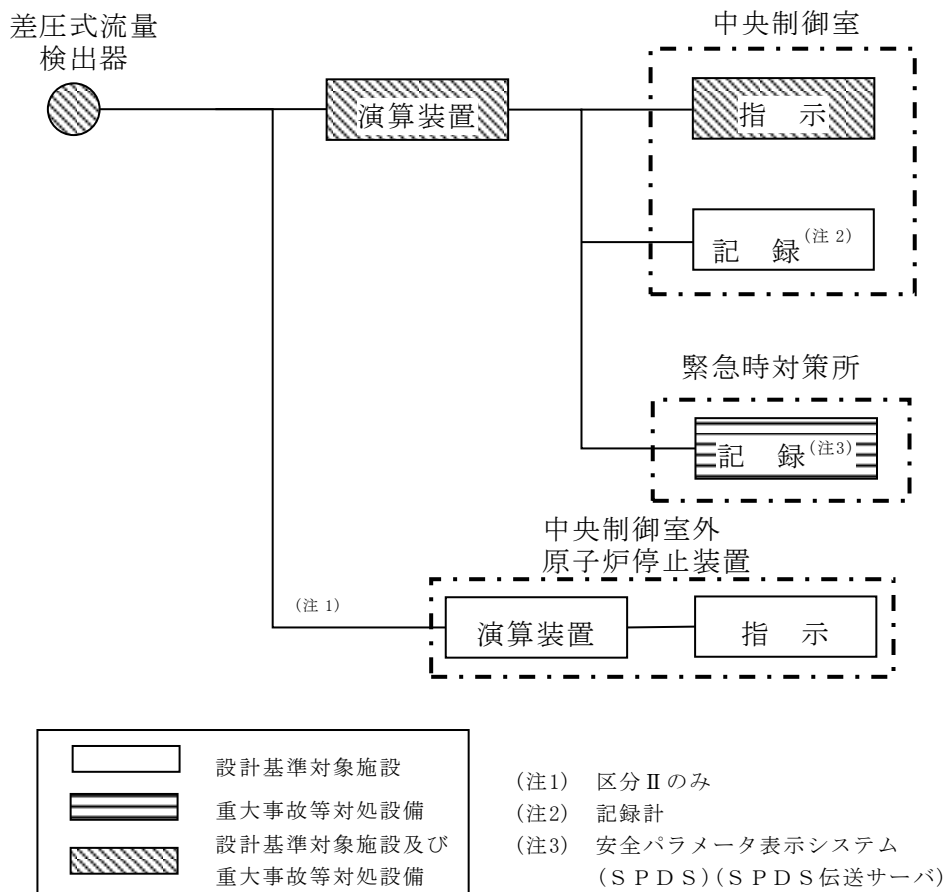 差圧式流量
検出器
中央制御室
演算装置
指　示
記　録(注 2)
緊急時対策所
記　録(注3)
中央制御室外
原子炉停止装置
(注 1)
演算装置
指　示
設計基準対象施設
重大事故等対処設備
設計基準対象施設及び
重大事故等対処設備
(注1)　区分Ⅱのみ
(注2)　記録計
(注3)　安全パラメータ表示システム
(ＳＰＤＳ)(ＳＰＤＳ伝送サーバ)